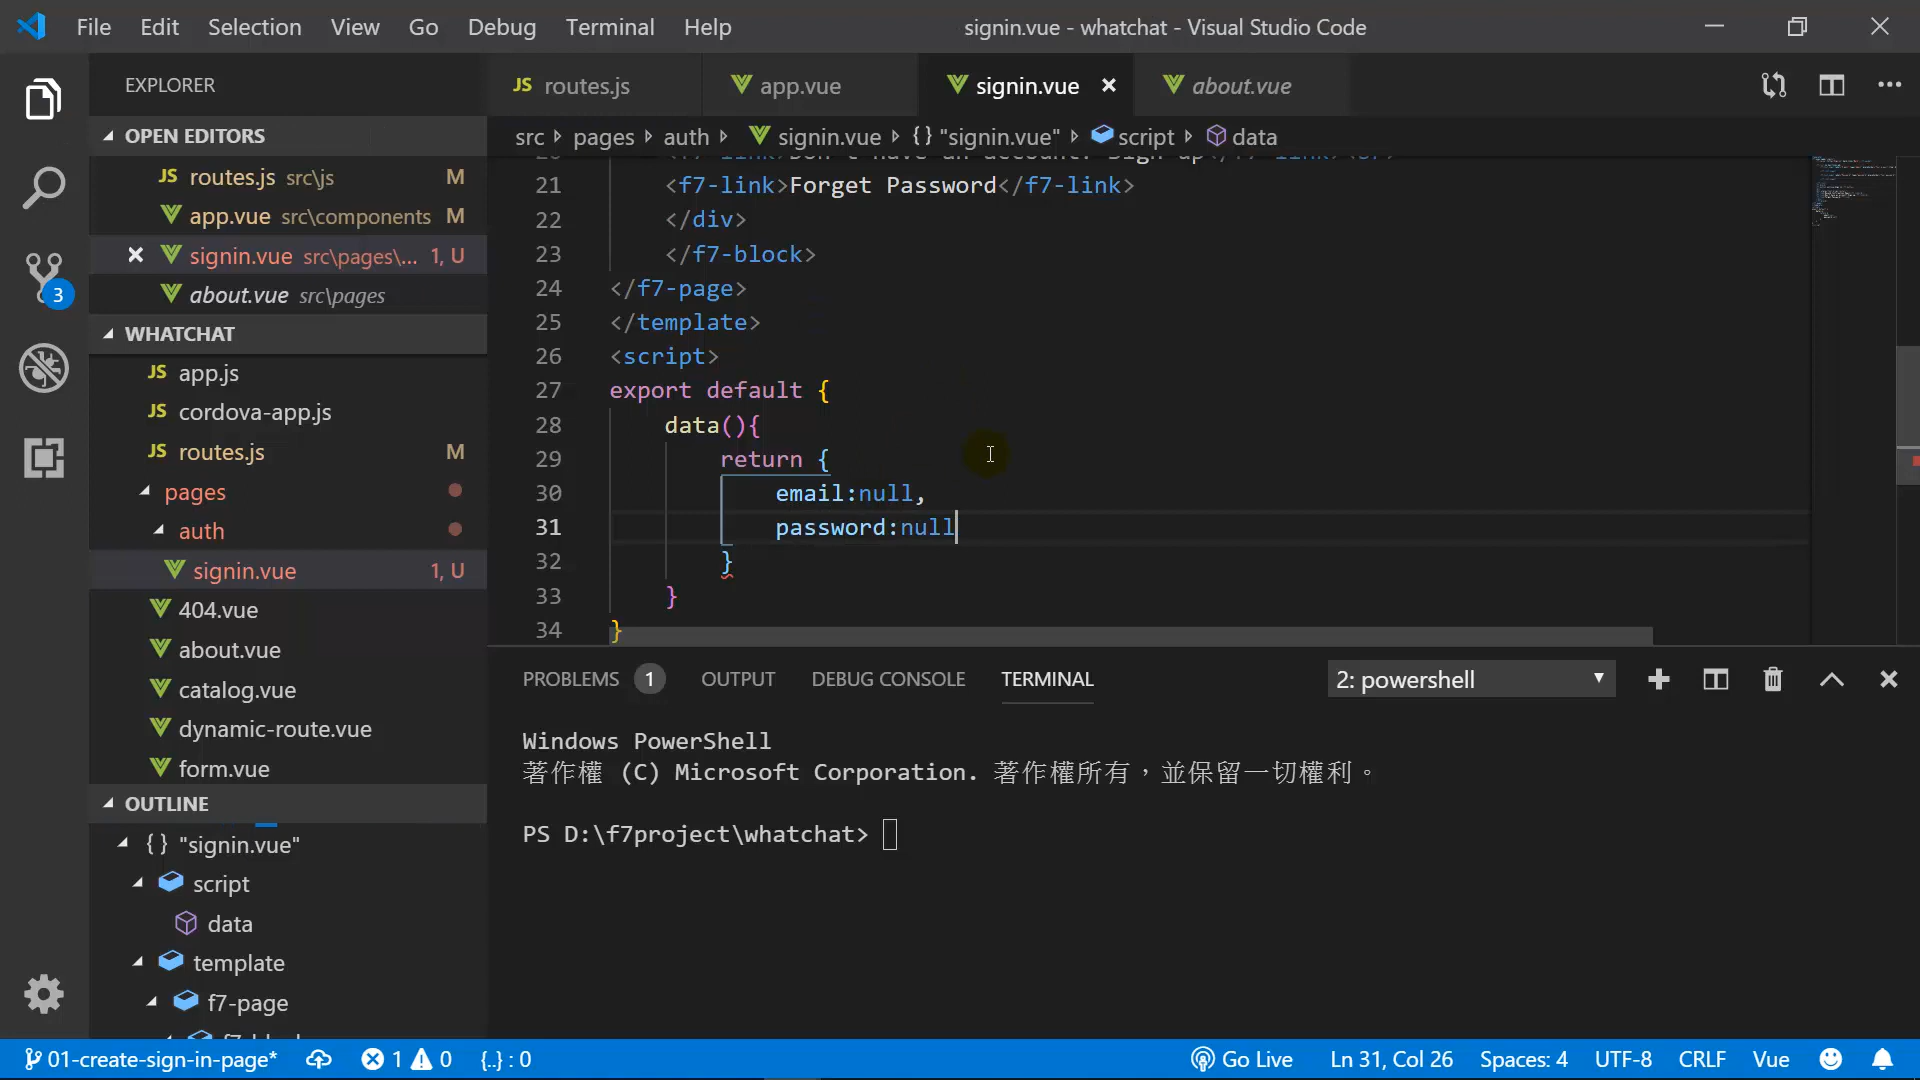 File Edit Selection View Go Debug Terminal Help signin.vue - whatchat - Visual Studio Code
EXPLORER
JS routes.js app.vue signin.vue × about.vue
OPEN EDITORS
src pages auth signin.vue {} "signin.vue" script data
JS routes.js src\js M
app.vue src\components M
signin.vue src\pages\... 1, U
about.vue src\pages
WHATCHAT
JS app.js
JS cordova-app.js
JS routes.js M
pages
auth
signin.vue 1, U
404.vue
about.vue
catalog.vue
dynamic-route.vue
form.vue
OUTLINE
{} "signin.vue"
script
data
template
f7-page
21 <f7-link>Forget Password</f7-link>
22 </div>
23 </f7-block>
24 </f7-page>
25 </template>
26 <script>
27 export default {
28 data(){
29 return {
30 email:null,
31 password:null
32 }
33 }
34 }
PROBLEMS 1 OUTPUT DEBUG CONSOLE TERMINAL 2: powershell
Windows PowerShell
著作權 (C) Microsoft Corporation. 著作權所有，並保留一切權利。
PS D:\f7project\whatchat>
3
01-create-sign-in-page* 1 0 {..} : 0 Go Live Ln 31, Col 26 Spaces: 4 UTF-8 CRLF Vue